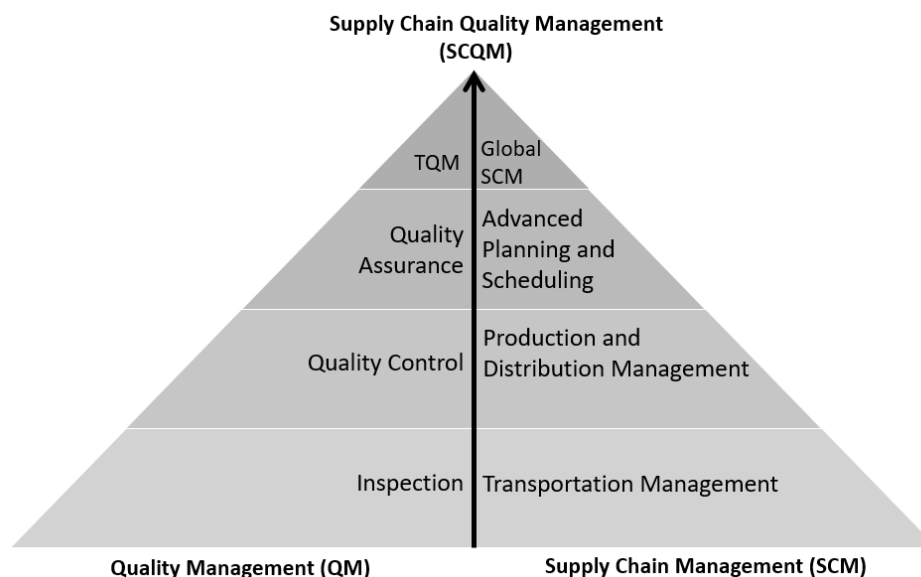 Supply Chain Quality Management
(SCQM)
TQM
Global
SCM
Quality
Assurance
Advanced
Planning and
Scheduling
Quality Control
Production and
Distribution Management
Inspection
Transportation Management
Quality Management (QM)
Supply Chain Management (SCM)